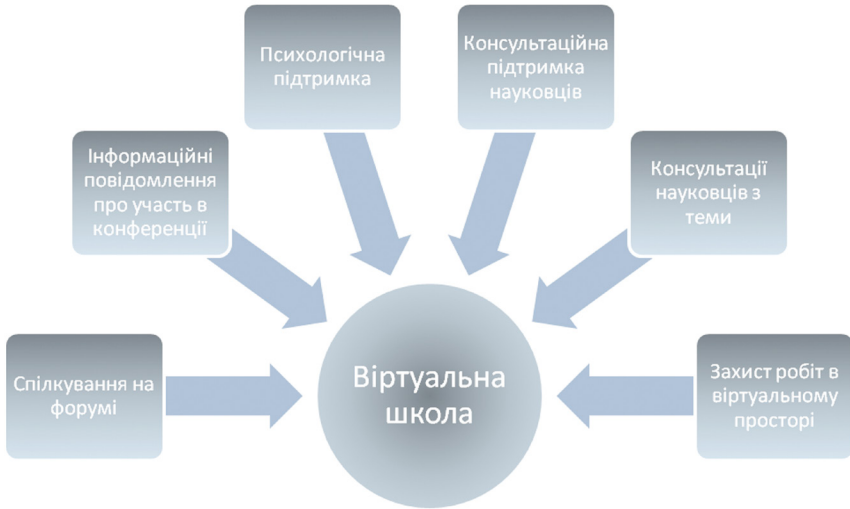 Психологічна
підтримка
Консультаційна
підтримка
науковців
Інформаційні
повідомлення
про участь в
конференції
Консультації
науковців з
теми
Спілкування на
форумі
Віртуальна
школа
Захист робіт в
віртуальному
просторі